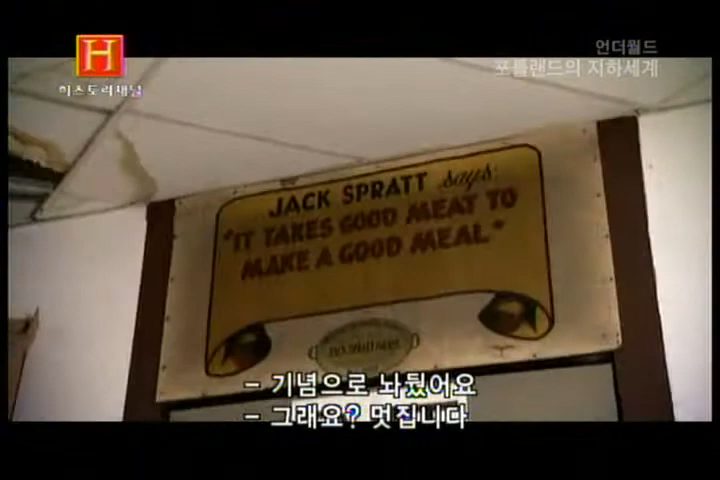 H
히스토리채널
언더월드
포틀랜드의 지하세계
JACK SPRATT says:
"IT TAKES GOOD MEAT TO
MAKE A GOOD MEAL"
- 기념으로 놔뒀어요
- 그래요? 멋집니다